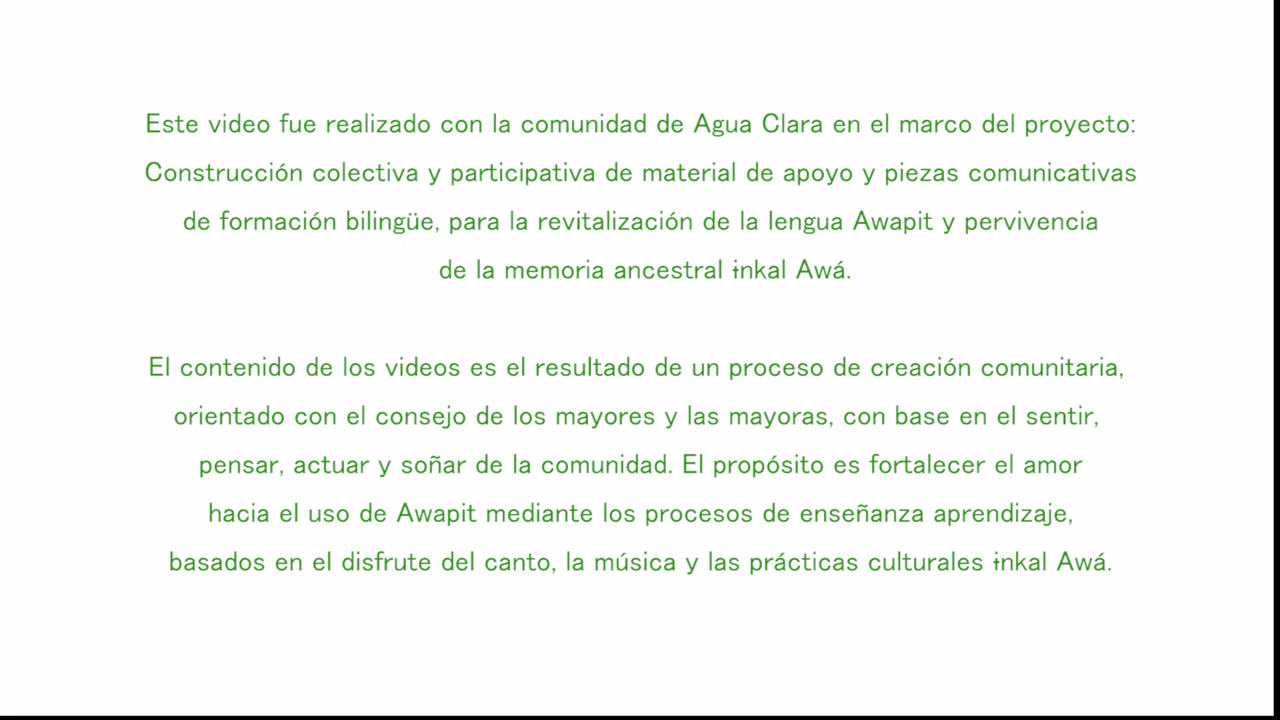 Este video fue realizado con la comunidad de Agua Clara en el marco del proyecto:
Construcción colectiva y participativa de material de apoyo y piezas comunicativas
de formación bilingüe, para la revitalización de la lengua Awapit y pervivencia
de la memoria ancestral ɨnkal Awá.
El contenido de los videos es el resultado de un proceso de creación comunitaria,
orientado con el consejo de los mayores y las mayoras, con base en el sentir,
pensar, actuar y soñar de la comunidad. El propósito es fortalecer el amor
hacia el uso de Awapit mediante los procesos de enseñanza aprendizaje,
basados en el disfrute del canto, la música y las prácticas culturales ɨnkal Awá.